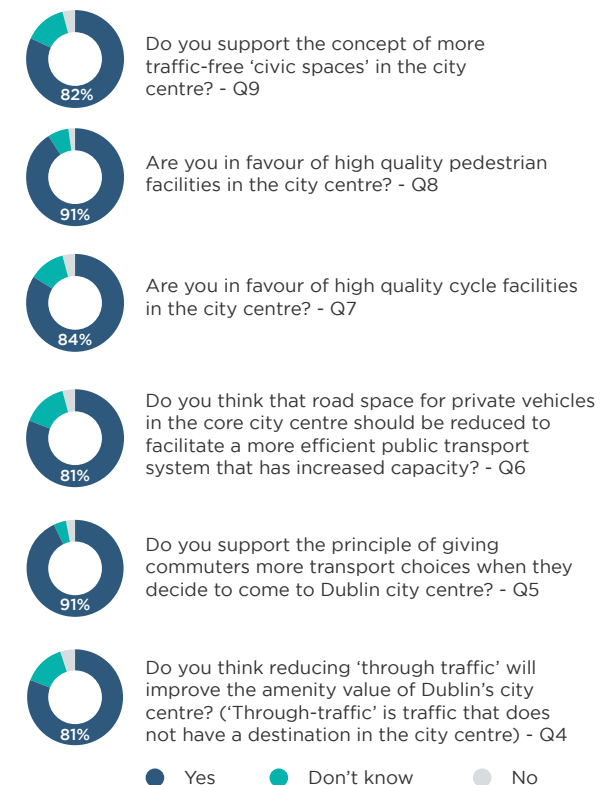 Do you support the concept of more
traffic-free ‘civic spaces’ in the city
centre? - Q9
82%
Are you in favour of high quality pedestrian
facilities in the city centre? - Q8
91%
Are you in favour of high quality cycle facilities
in the city centre? - Q7
84%
Do you think that road space for private vehicles
in the core city centre should be reduced to
facilitate a more efficient public transport
system that has increased capacity? - Q6
81%
Do you support the principle of giving
commuters more transport choices when they
decide to come to Dublin city centre? - Q5
91%
Do you think reducing ‘through traffic’ will
improve the amenity value of Dublin’s city
centre? (‘Through-traffic’ is traffic that does
not have a destination in the city centre) - Q4
81%
Yes Don’t know No